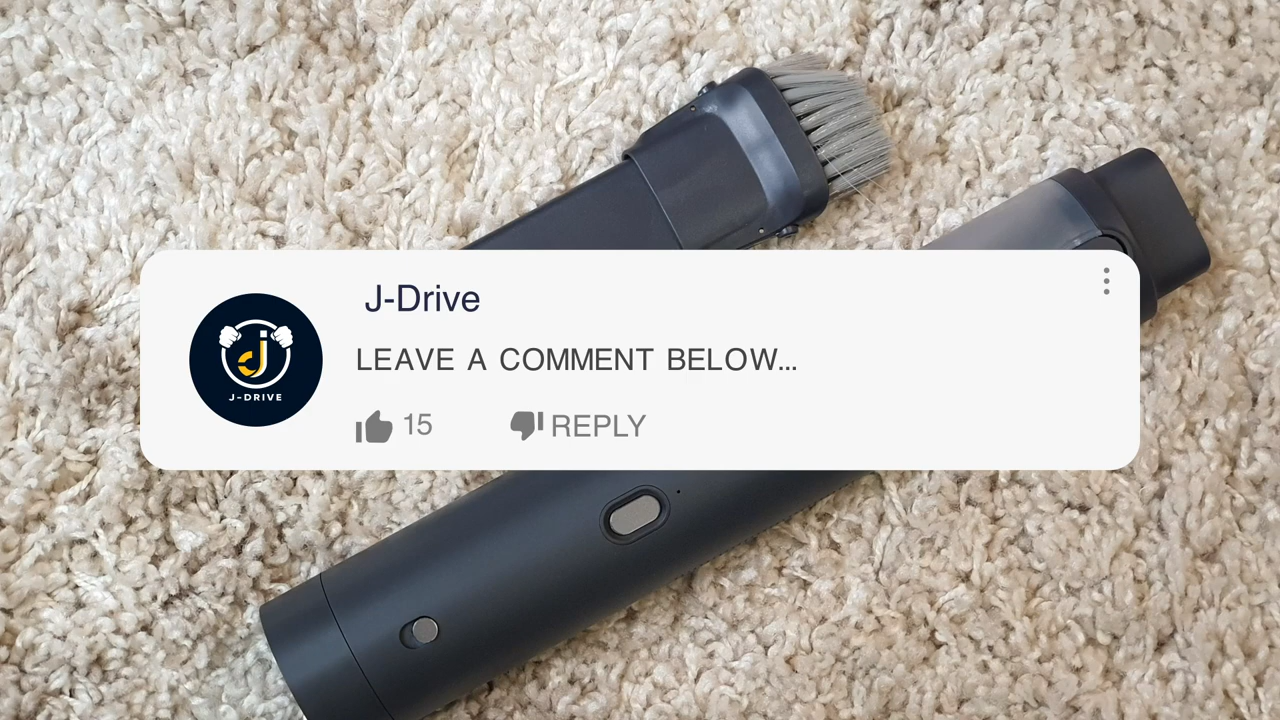 J-Drive
LEAVE A COMMENT BELOW...
J-DRIVE
15
REPLY